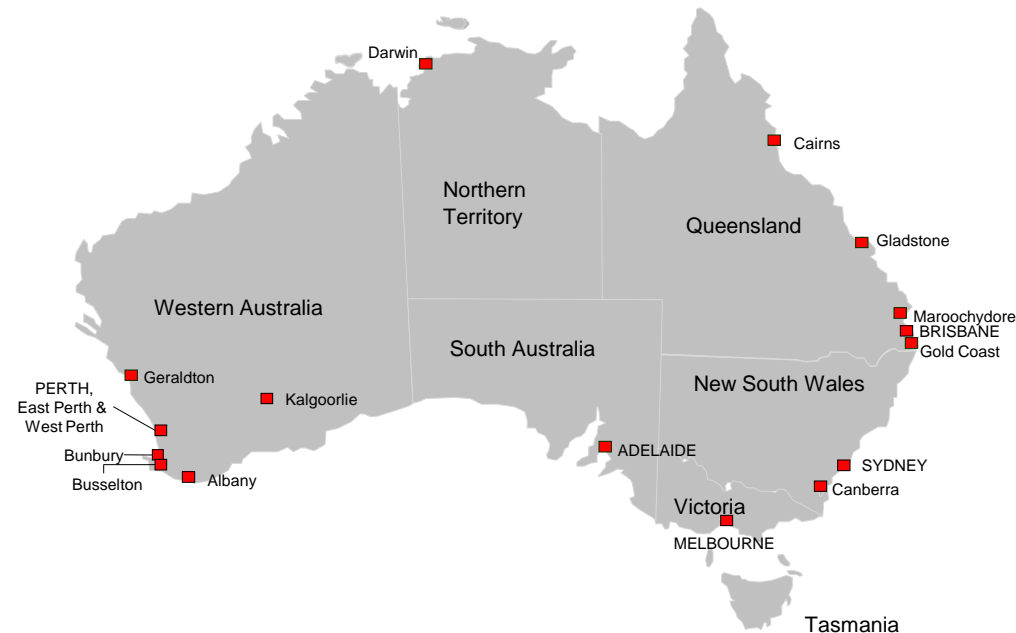 Darwin
Cairns
Northern
Territory
Queensland
Gladstone
Western Australia
Maroochydore
BRISBANE
Gold Coast
South Australia
Geraldton
New South Wales
PERTH,
East Perth &
West Perth
Kalgoorlie
ADELAIDE
Bunbury
SYDNEY
Busselton
Albany
Canberra
Victoria
MELBOURNE
Tasmania